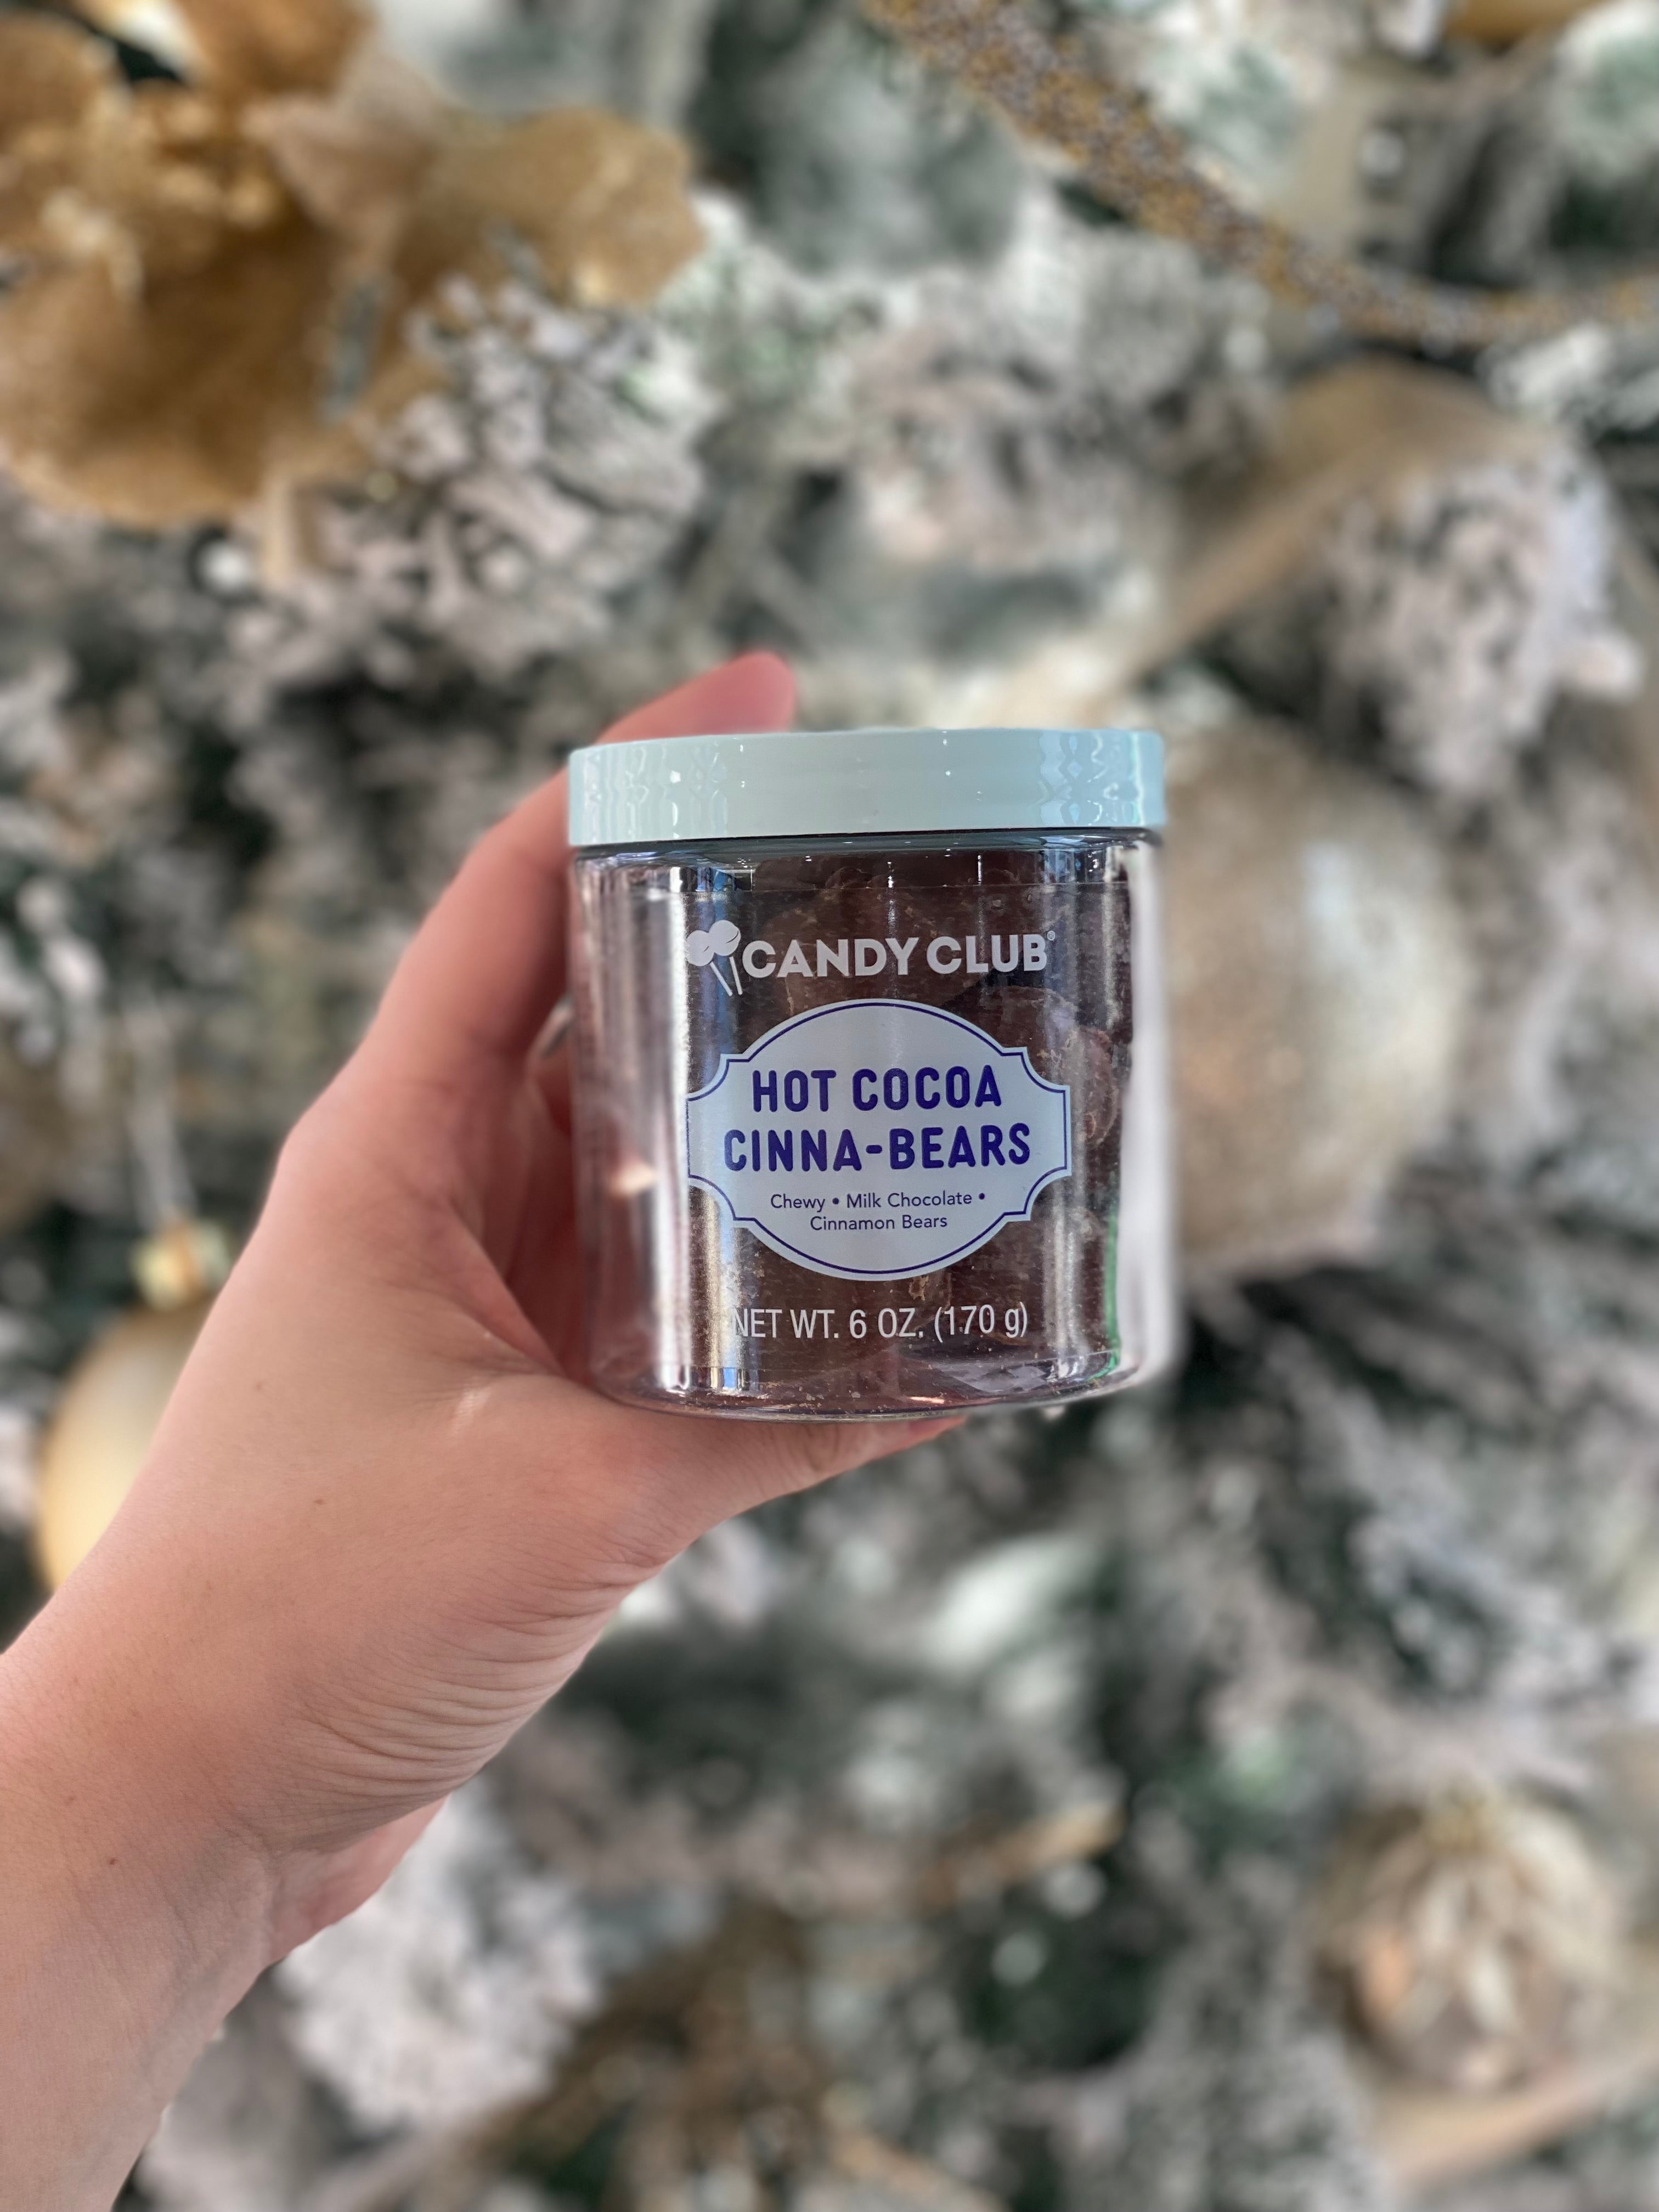 CANDY CLUB®
HOT COCOA
CINNA-BEARS
Chewy • Milk Chocolate •
Cinnamon Bears
NET WT. 6 OZ. (170 g)